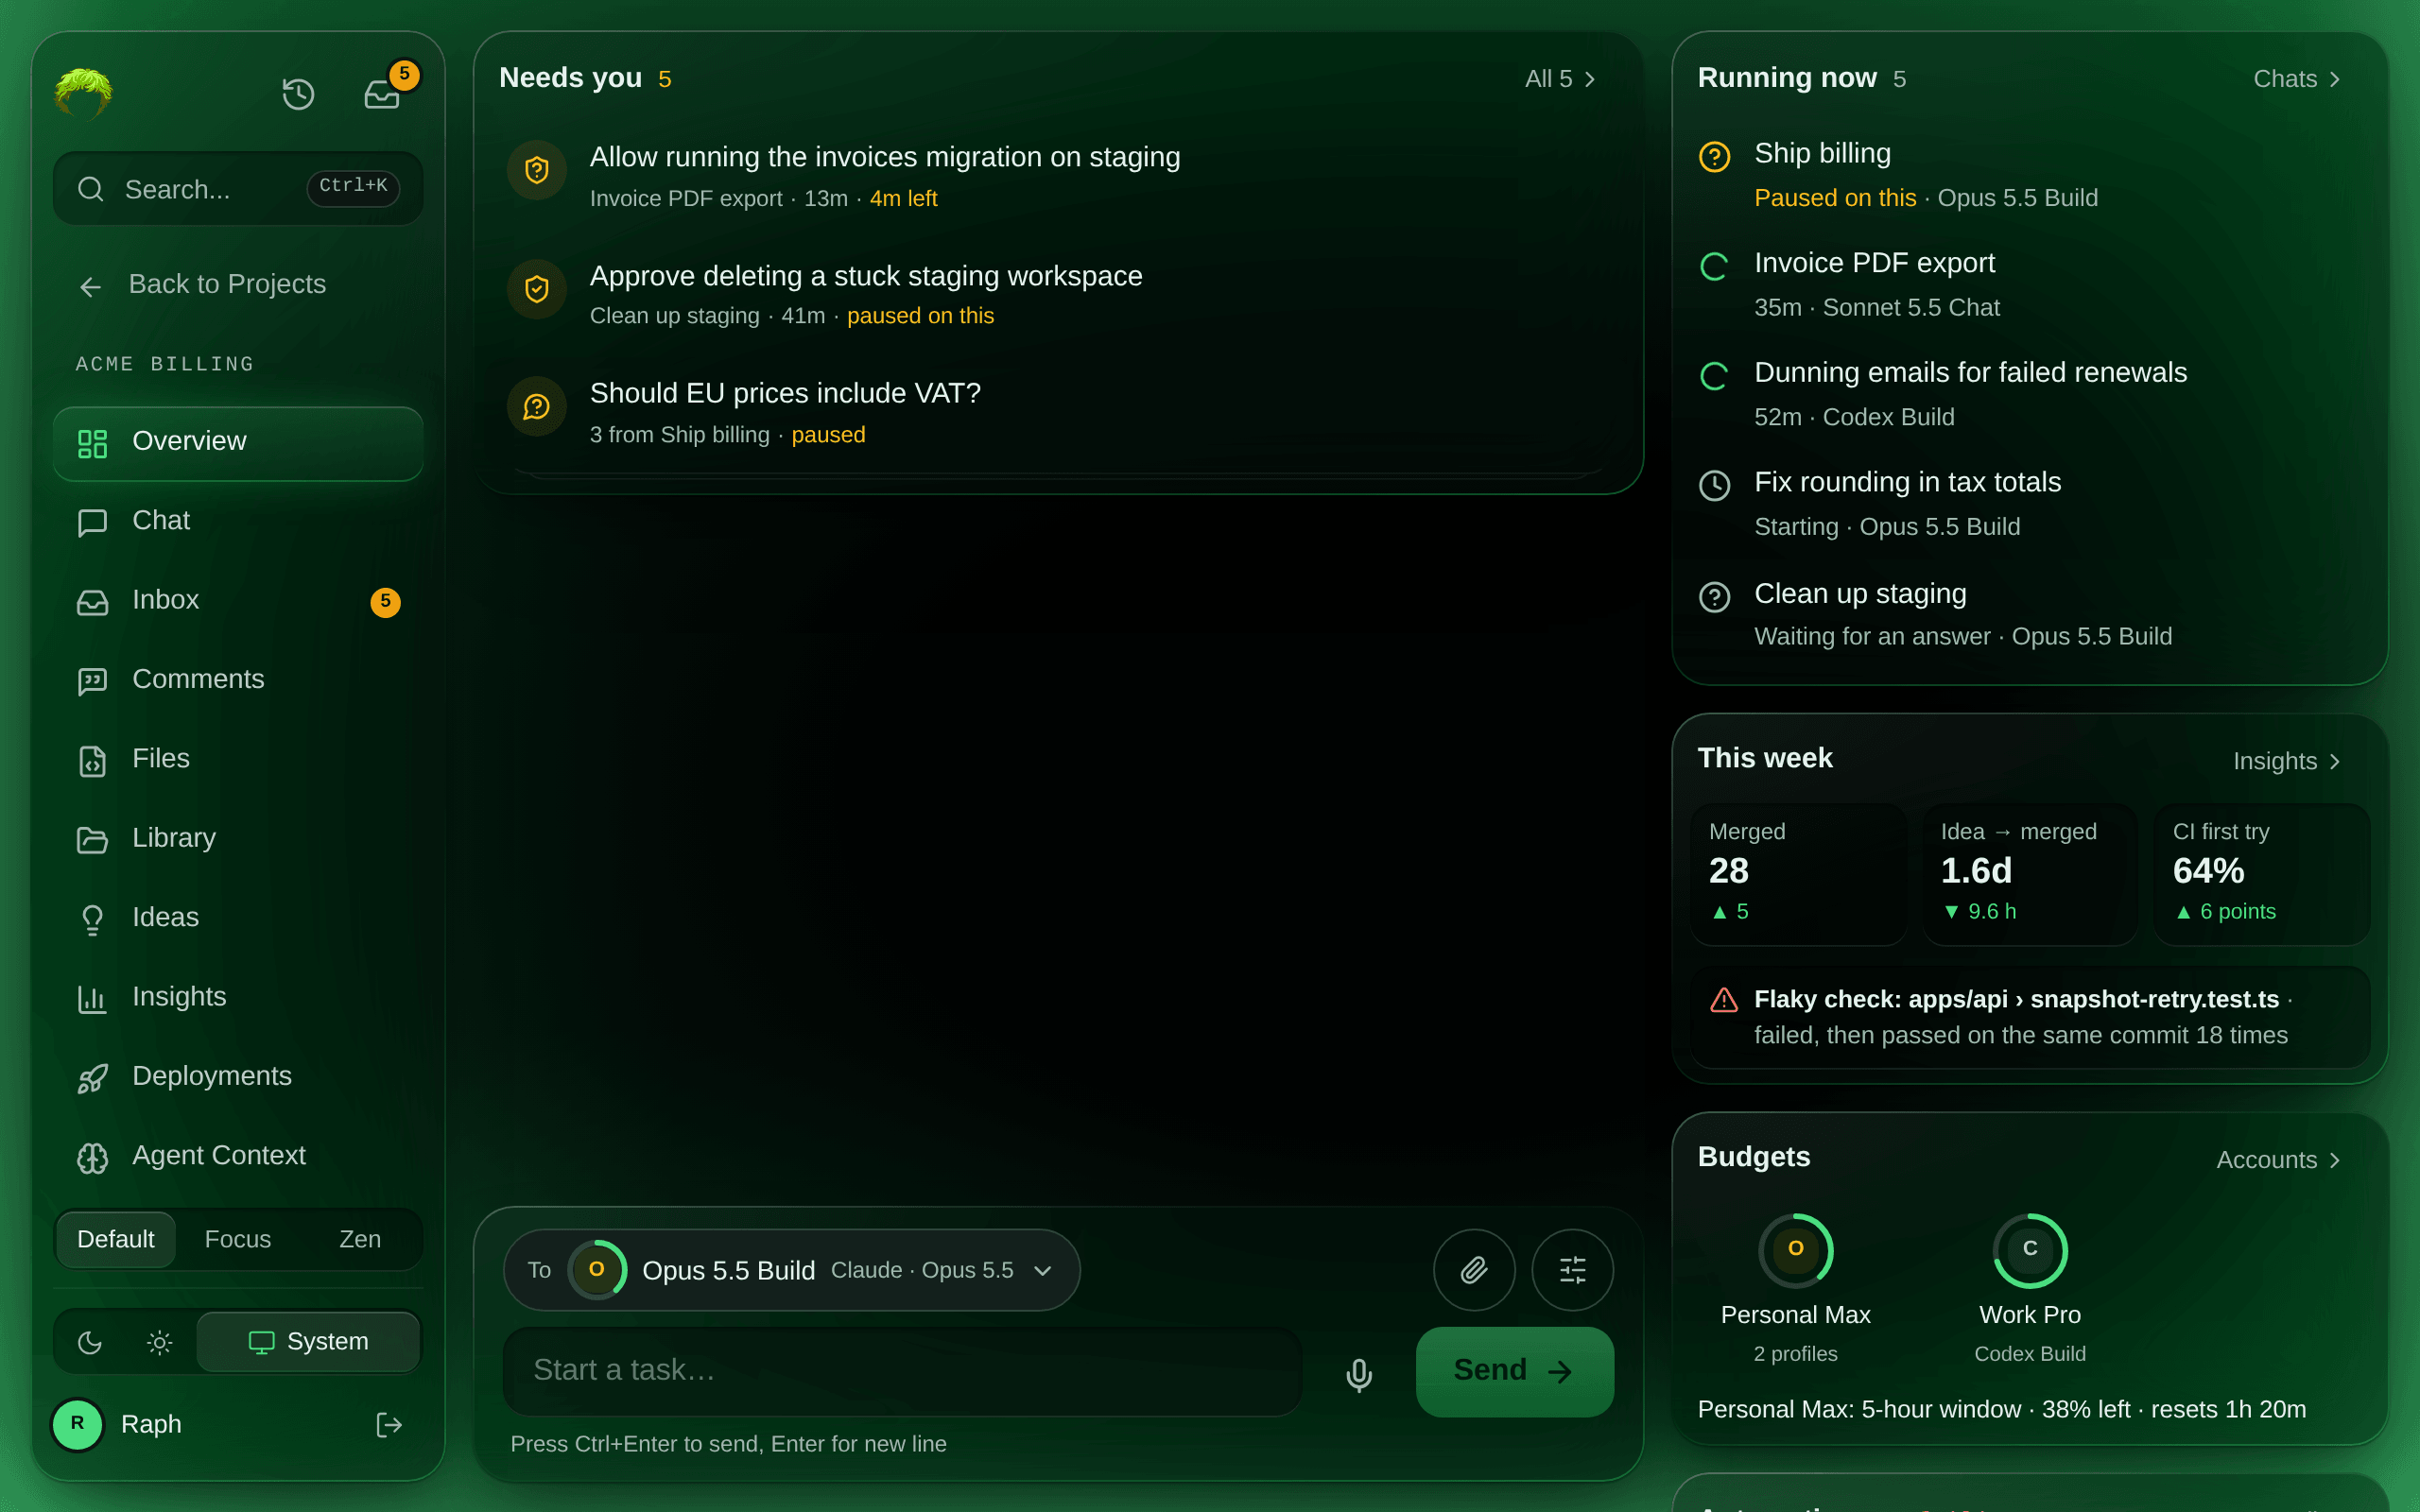 5
Search... Ctrl+K
Back to Projects
ACME BILLING
Overview
Chat
Inbox 5
Comments
Files
Library
Ideas
Insights
Deployments
Agent Context
Default Focus Zen
System
R Raph
Needs you 5 All 5
Allow running the invoices migration on staging
Invoice PDF export · 13m · 4m left
Approve deleting a stuck staging workspace
Clean up staging · 41m · paused on this
Should EU prices include VAT?
3 from Ship billing · paused
To O Opus 5.5 Build Claude · Opus 5.5
Start a task…
Send
Press Ctrl+Enter to send, Enter for new line
Running now 5 Chats
Ship billing
Paused on this · Opus 5.5 Build
Invoice PDF export
35m · Sonnet 5.5 Chat
Dunning emails for failed renewals
52m · Codex Build
Fix rounding in tax totals
Starting · Opus 5.5 Build
Clean up staging
Waiting for an answer · Opus 5.5 Build
This week Insights
Merged Idea → merged CI first try
28 1.6d 64%
▲ 5 ▼ 9.6 h ▲ 6 points
Flaky check: apps/api › snapshot-retry.test.ts ·
failed, then passed on the same commit 18 times
Budgets Accounts
O C
Personal Max Work Pro
2 profiles Codex Build
Personal Max: 5-hour window · 38% left · resets 1h 20m